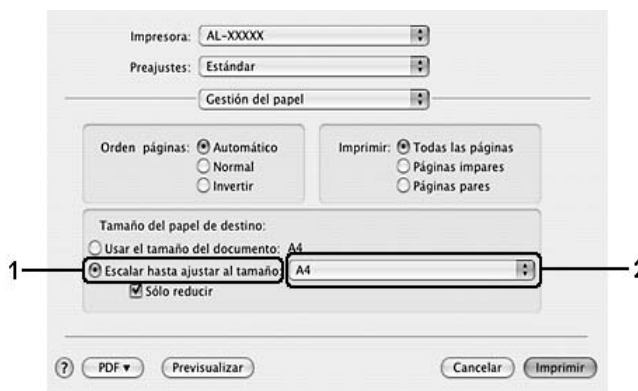 Impresora: AL-XXXXX
Preajustes: Estándar
Gestión del papel
Orden páginas: Automático Imprimir: Todas las páginas
Normal Páginas impares
Invertir Páginas pares
Tamaño del papel de destino:
Usar el tamaño del documento: A4
1 Escalar hasta ajustar al tamaño: A4 2
Sólo reducir
? PDF Previsualizar Cancelar Imprimir